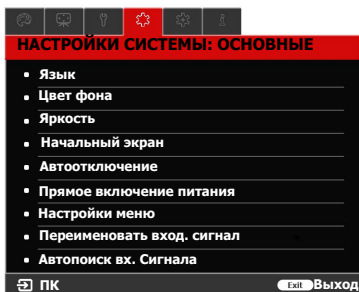 НАСТРОЙКИ СИСТЕМЫ: ОСНОВНЫЕ
Язык
Цвет фона
Яркость
Начальный экран
Автоотключение
Прямое включение питания
Настройки меню
Переименовать вход. сигнал
Автопоиск вх. Сигнала
ПК
Exit Выход